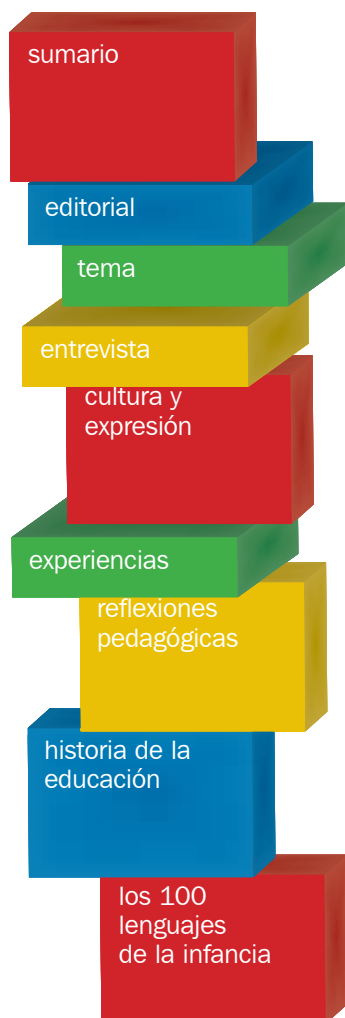 sumario
editorial
tema
entrevista
cultura y
expresión
experiencias
reflexiones
pedagógicas
historia de la
educación
los 100
lenguajes
de la infancia